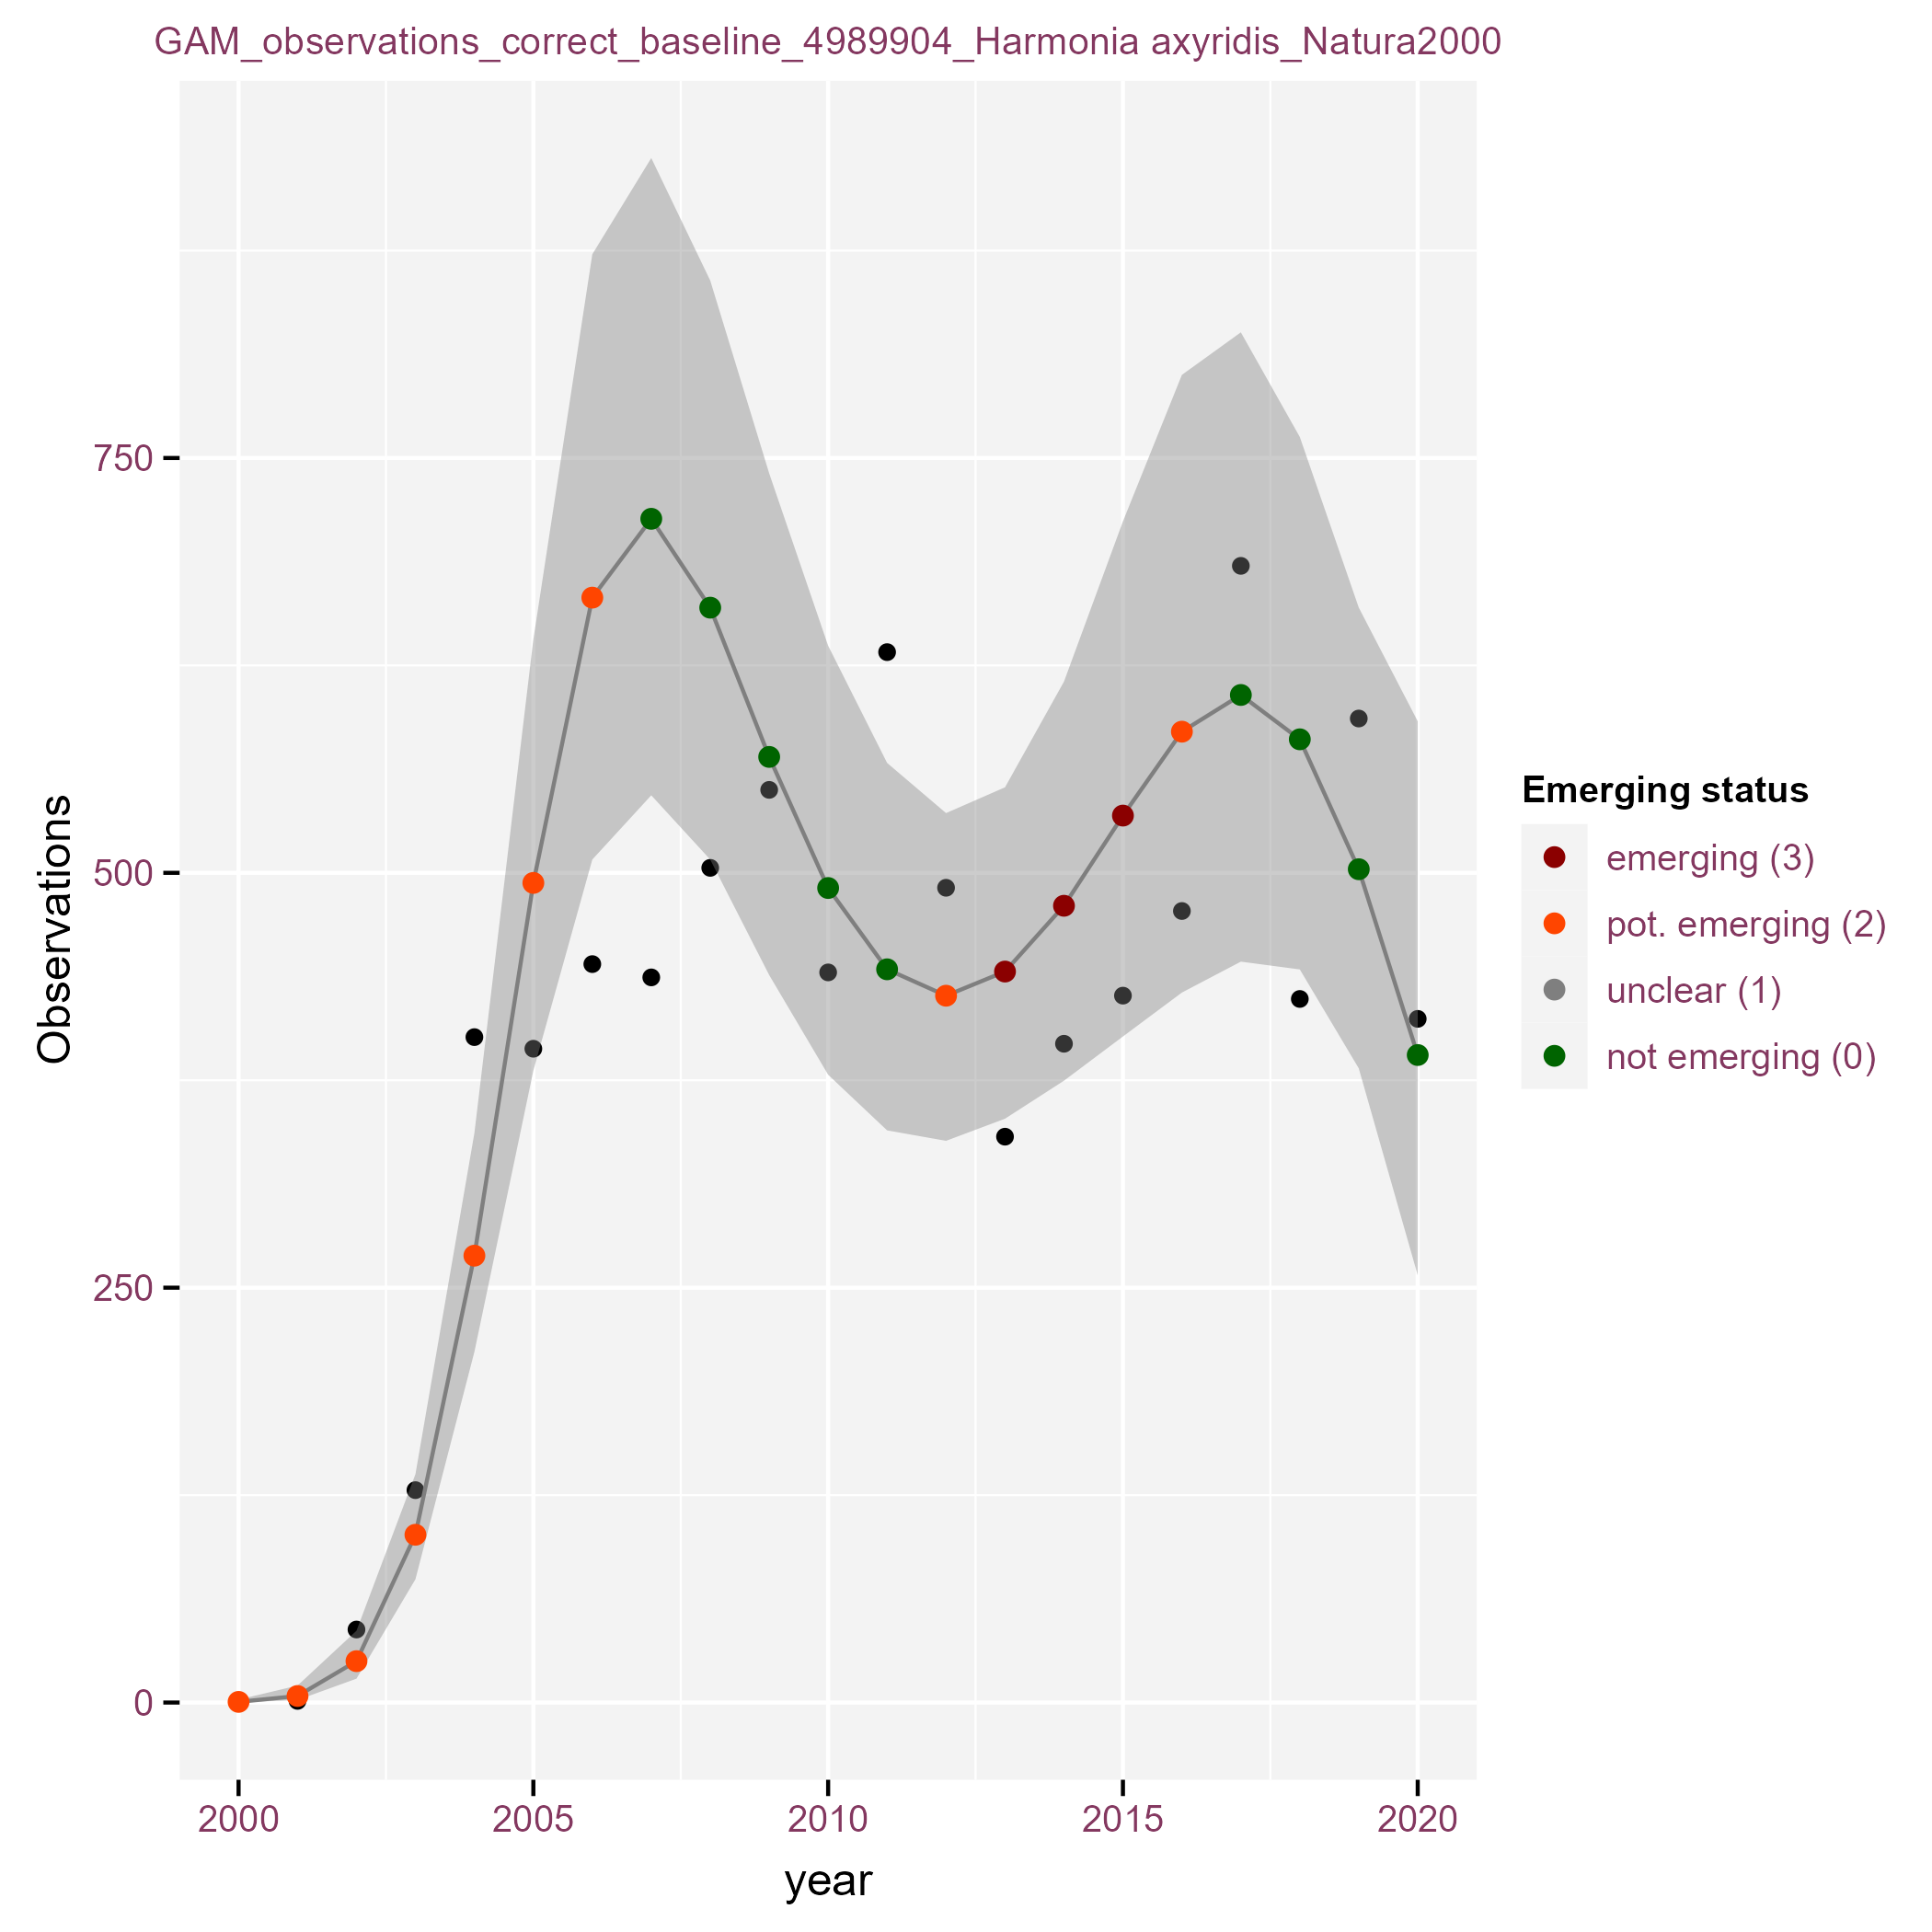 GAM_observations_correct_baseline_4989904_Harmonia axyridis_Natura2000
Observations
750
500
250
0
2000 2005 2010 2015 2020
year
Emerging status
emerging (3)
pot. emerging (2)
unclear (1)
not emerging (0)